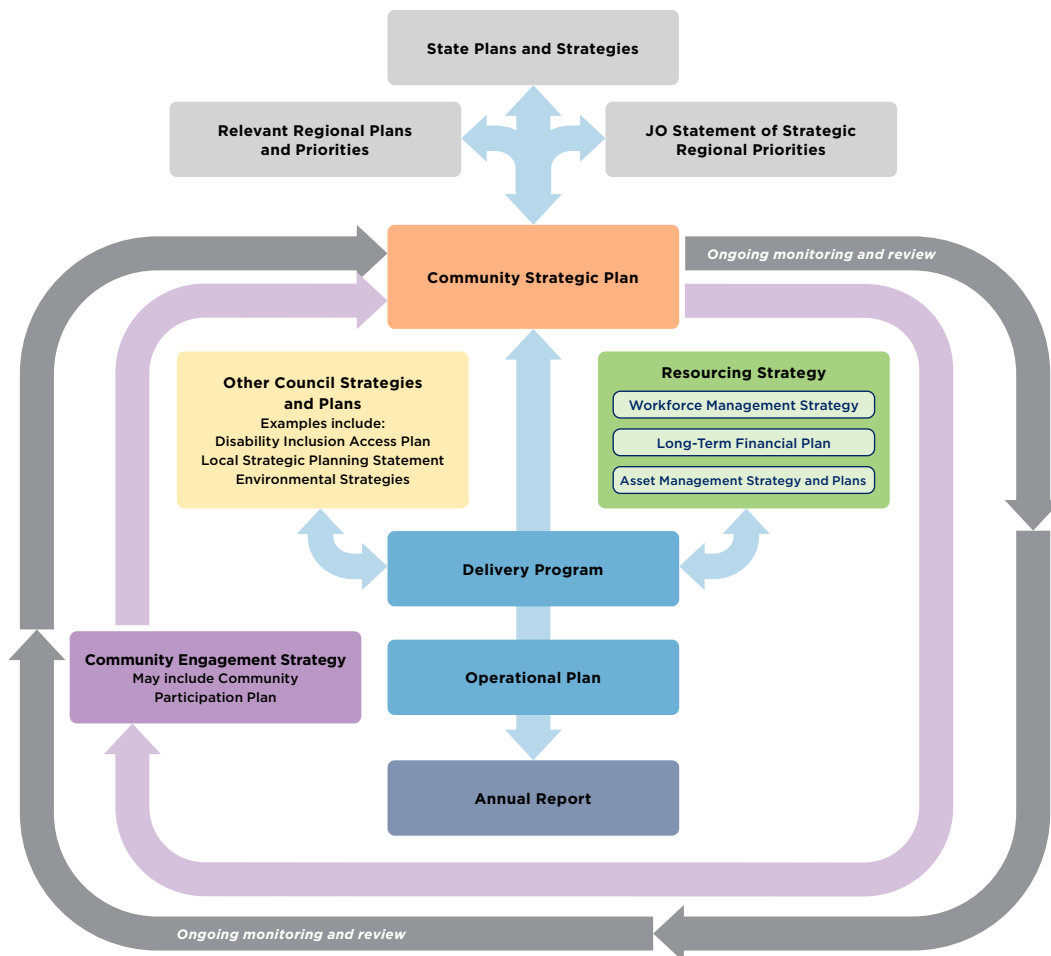 State Plans and Strategies
Relevant Regional Plans
and Priorities
JO Statement of Strategic
Regional Priorities
Community Strategic Plan
Ongoing monitoring and review
Other Council Strategies
and Plans
Examples include:
Disability Inclusion Access Plan
Local Strategic Planning Statement
Environmental Strategies
Resourcing Strategy
Workforce Management Strategy
Long-Term Financial Plan
Asset Management Strategy and Plans
Delivery Program
Community Engagement Strategy
May include Community
Participation Plan
Operational Plan
Annual Report
Ongoing monitoring and review